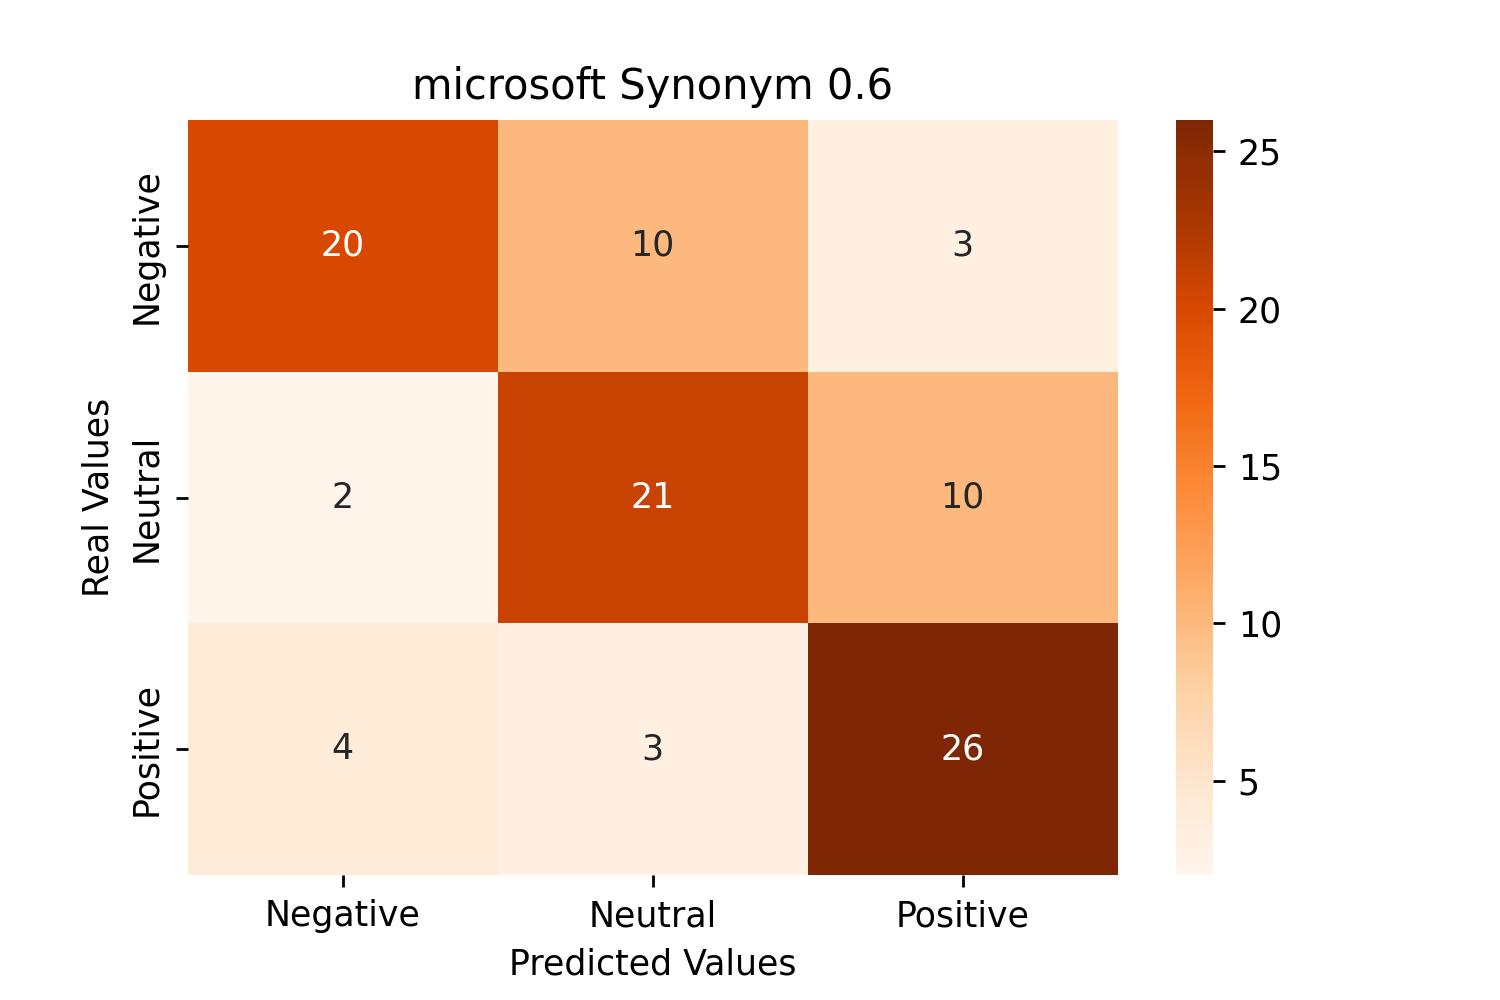 microsoft Synonym 0.6
Real Values
Negative
20 10 3
Neutral
2 21 10
Positive
4 3 26
Negative Neutral Positive
Predicted Values
25
20
15
10
5